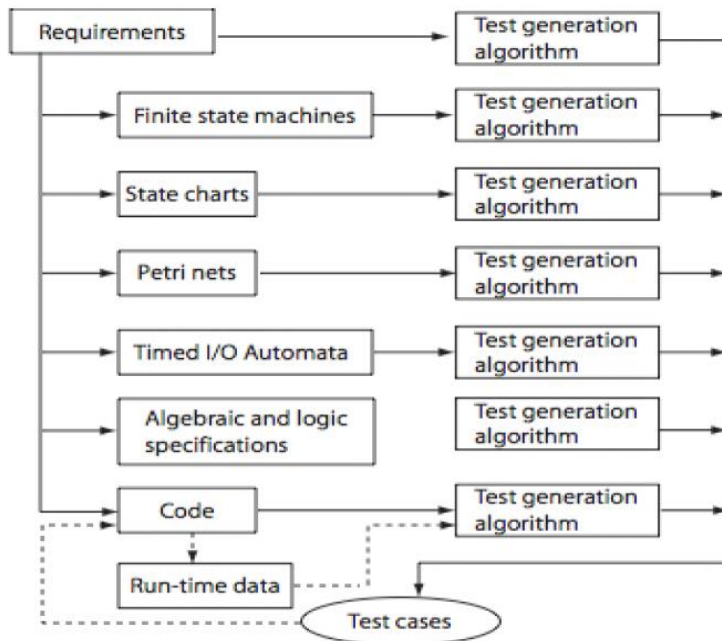 Requirements
Test generation
algorithm
Finite state machines
Test generation
algorithm
State charts
Test generation
algorithm
Petri nets
Test generation
algorithm
Timed I/O Automata
Test generation
algorithm
Algebraic and logic
specifications
Test generation
algorithm
Code
Test generation
algorithm
Run-time data
Test cases